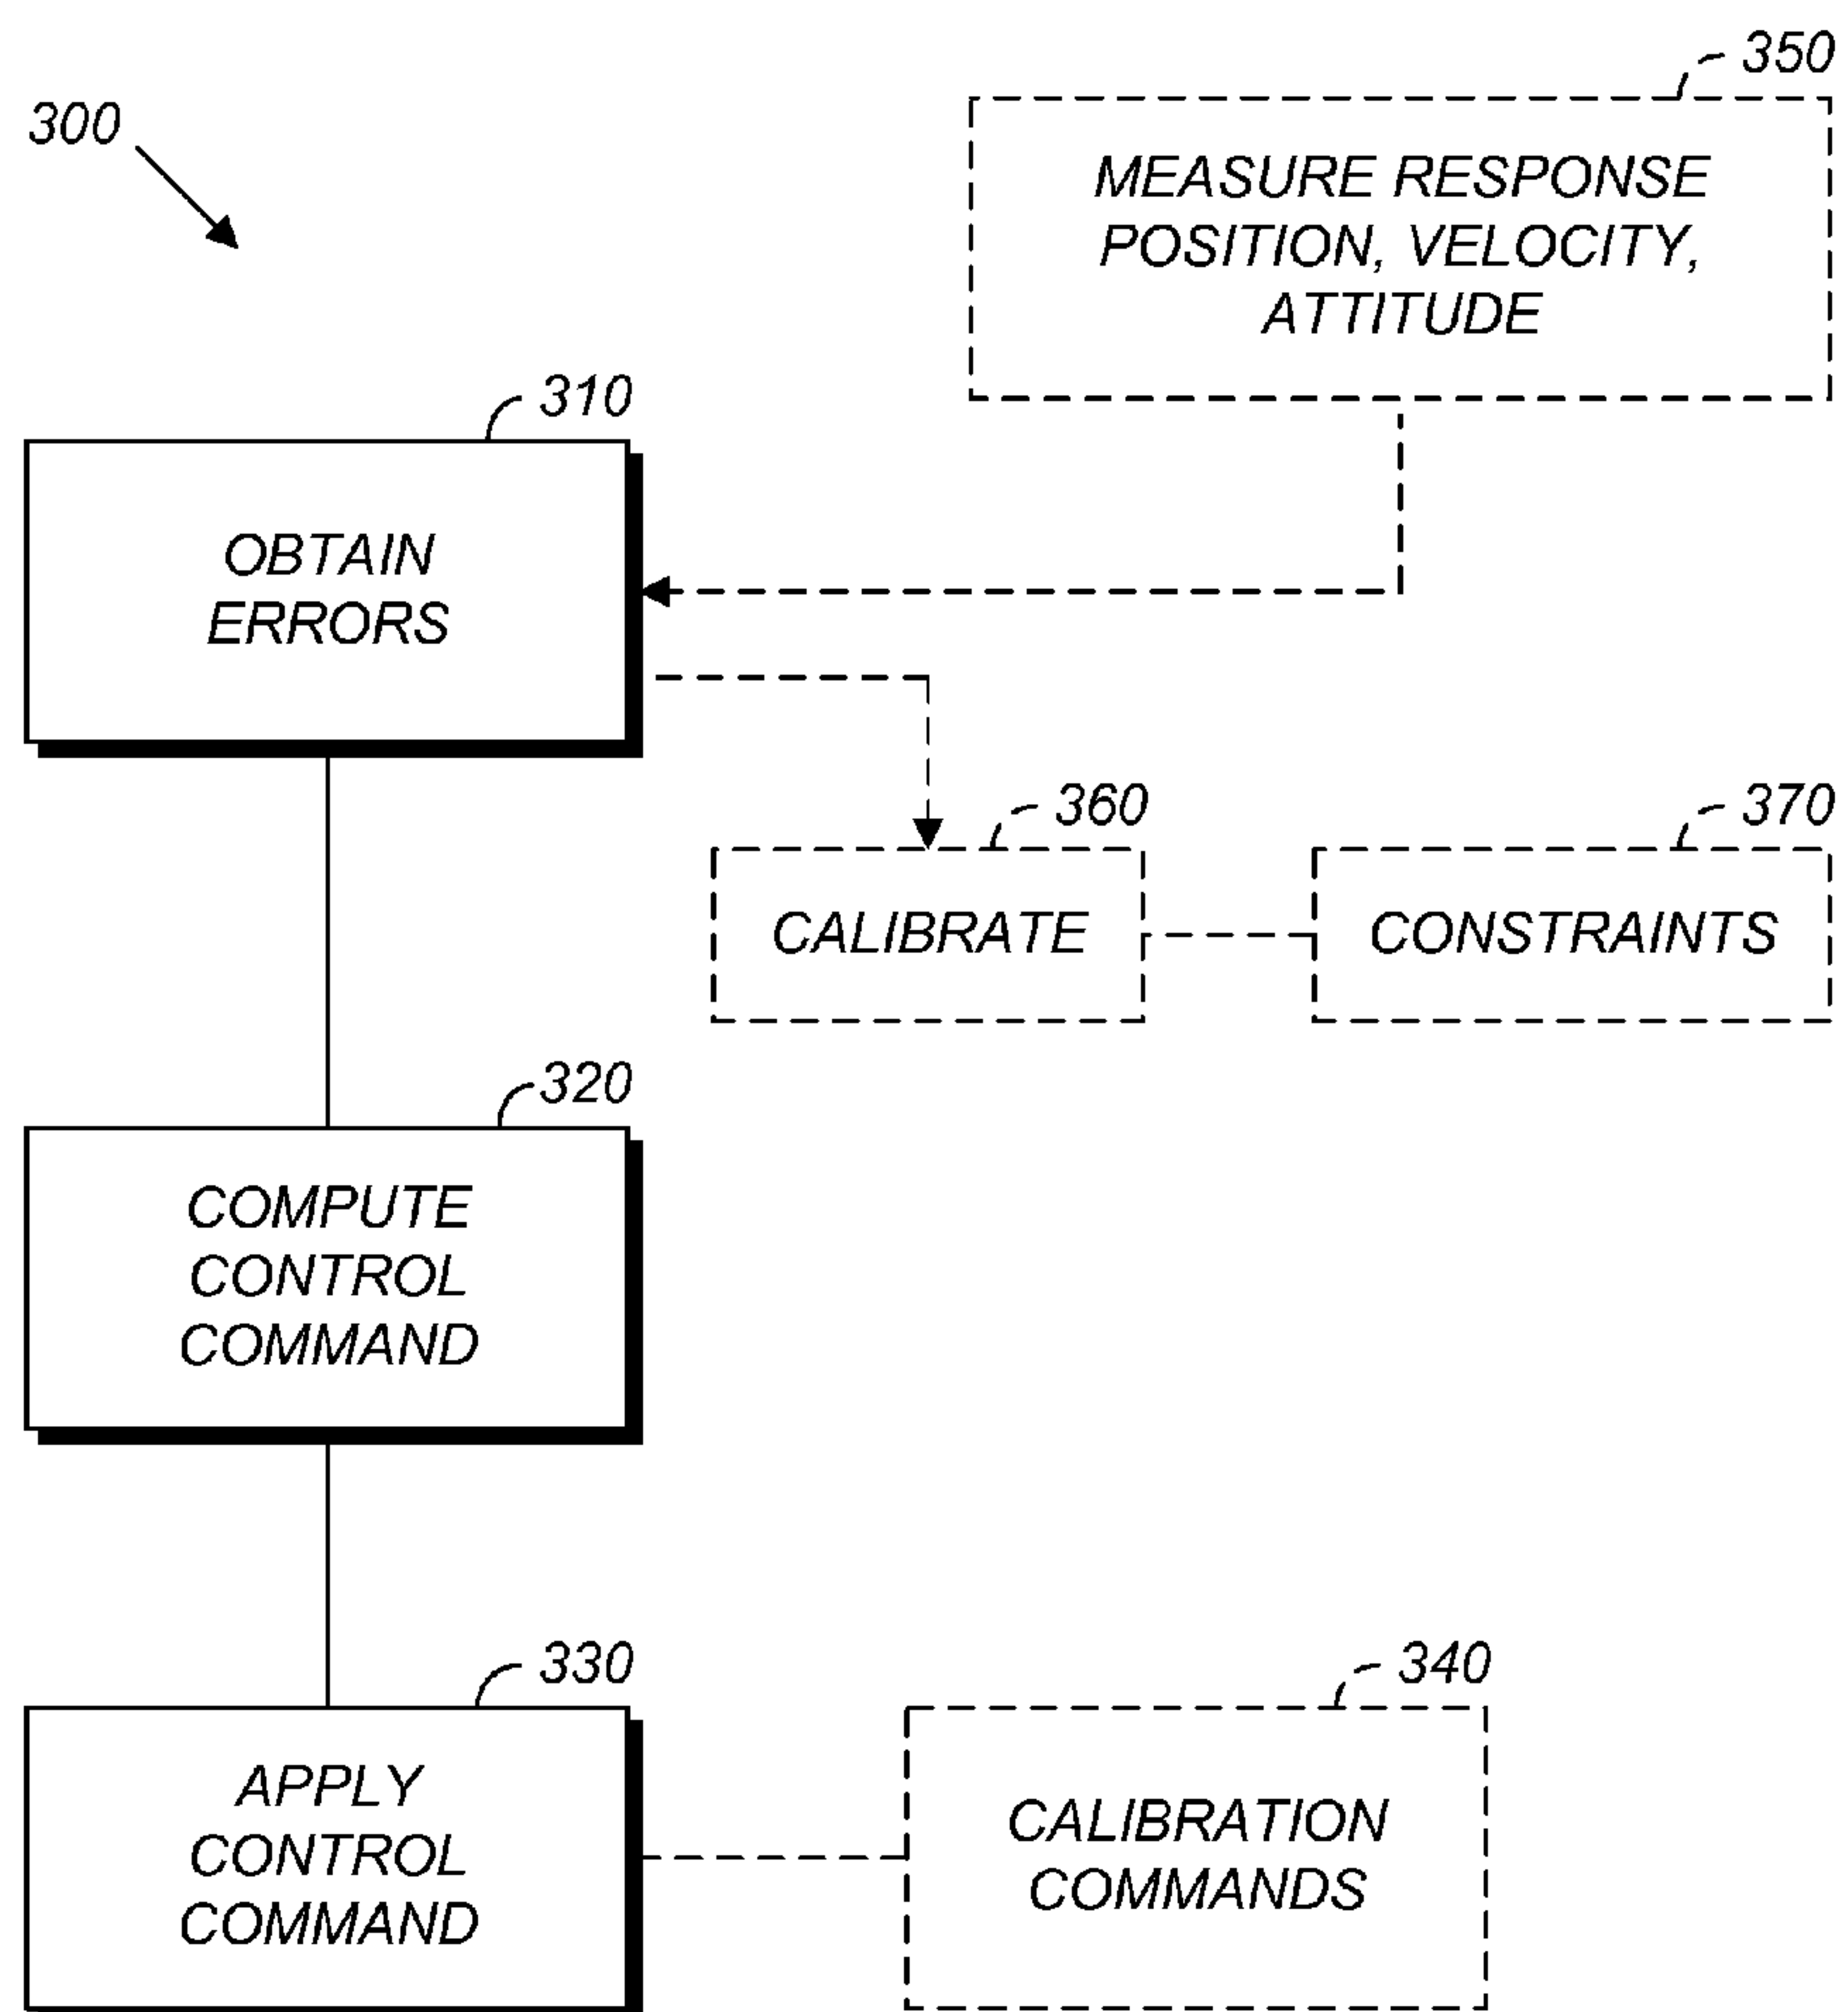 350
300
MEASURE RESPONSE
POSITION, VELOCITY,
ATTITUDE
310
OBTAIN
ERRORS
360
370
CALIBRATE
CONSTRAINTS
320
COMPUTE
CONTROL
COMMAND
330
340
APPLY
CONTROL
COMMAND
CALIBRATION
COMMANDS